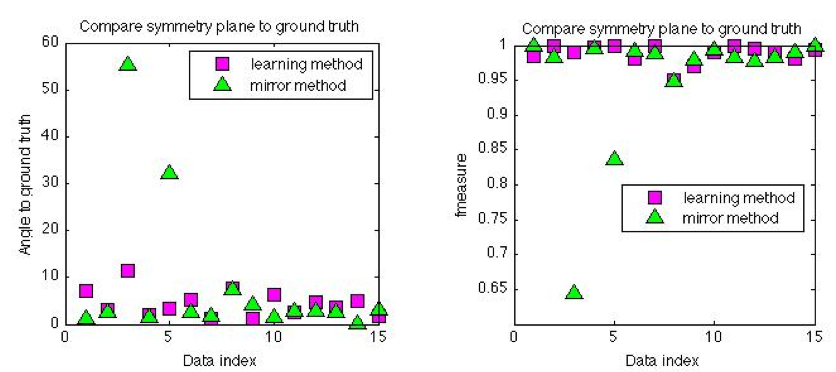 Compare symmetry plane to ground truth
60
50
40
30
20
10
0
0
5
10
15
Angle to ground truth
Data index
learning method
mirror method
Compare symmetry plane to ground truth
1
0.95
0.9
0.85
0.8
0.75
0.7
0.65
0
5
10
15
fmeasure
Data index
learning method
mirror method